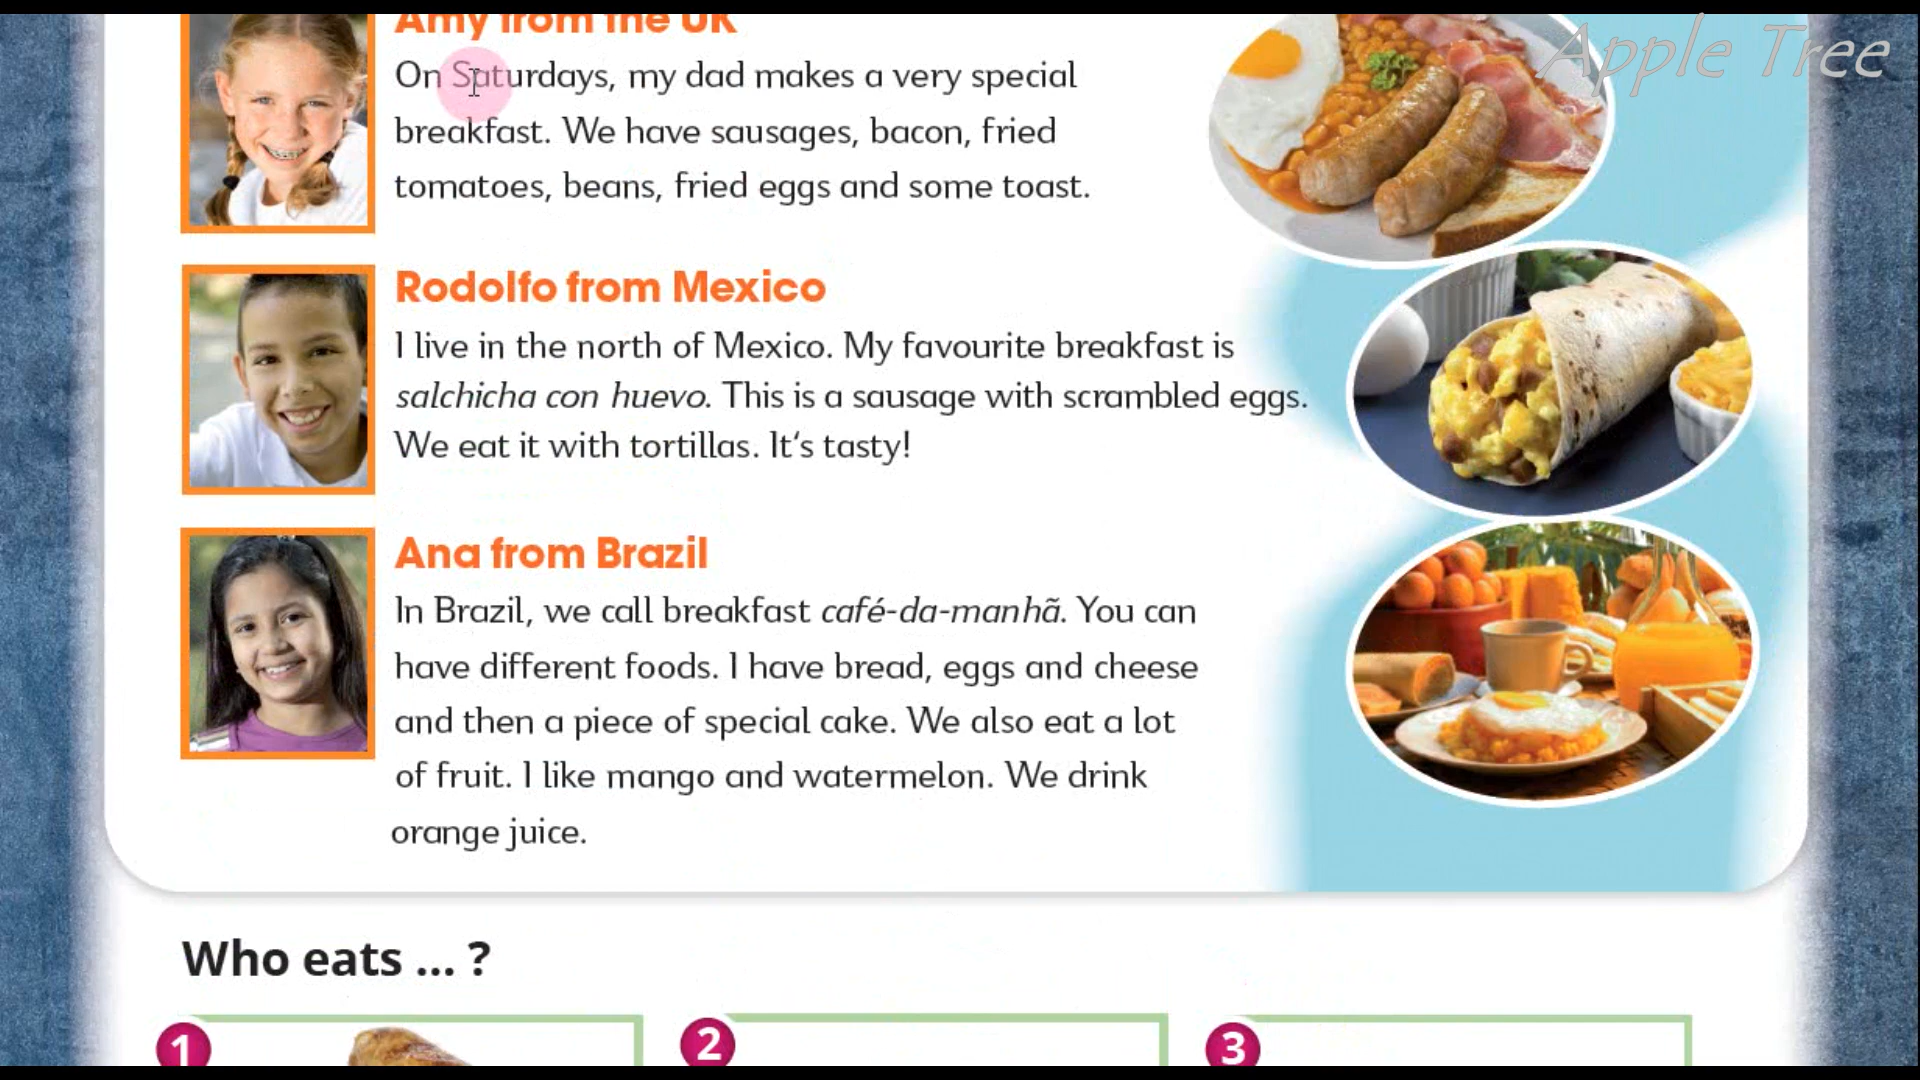 Apple Tree
Amy from the UK
On Saturdays, my dad makes a very special
breakfast. We have sausages, bacon, fried
tomatoes, beans, fried eggs and some toast.
Rodolfo from Mexico
I live in the north of Mexico. My favourite breakfast is
salchicha con huevo. This is a sausage with scrambled eggs.
We eat it with tortillas. It's tasty!
Ana from Brazil
In Brazil, we call breakfast café-da-manhã. You can
have different foods. I have bread, eggs and cheese
and then a piece of special cake. We also eat a lot
of fruit. I like mango and watermelon. We drink
orange juice.
Who eats ... ?
1
2
3